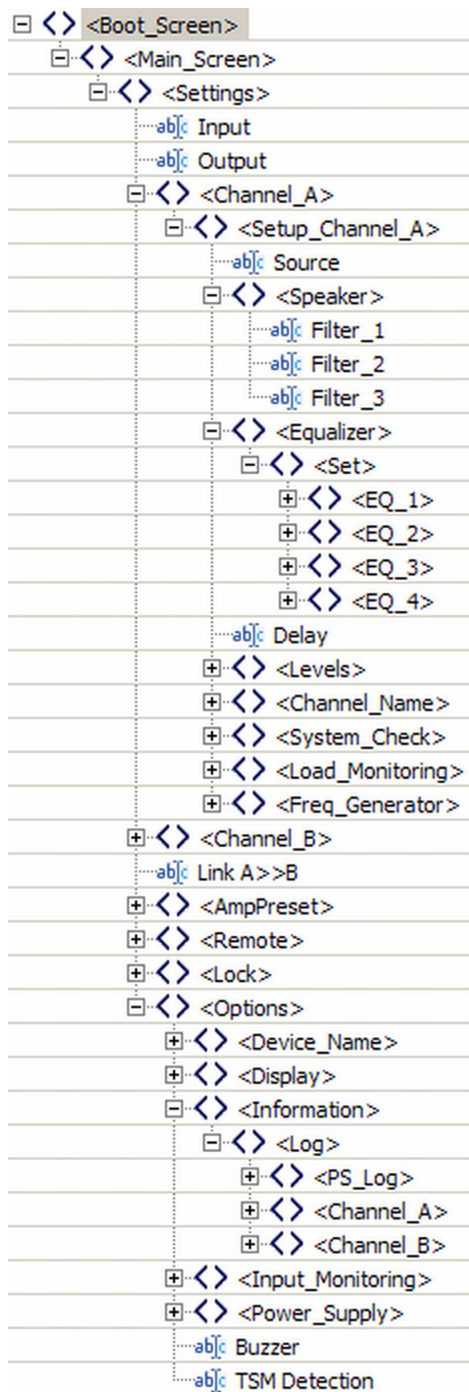 <Boot_Screen>
<Main_Screen>
<Settings>
Input
Output
<Channel_A>
<Setup_Channel_A>
Source
<Speaker>
Filter_1
Filter_2
Filter_3
<Equalizer>
<Set>
<EQ_1>
<EQ_2>
<EQ_3>
<EQ_4>
Delay
<Levels>
<Channel_Name>
<System_Check>
<Load_Monitoring>
<Freq_Generator>
<Channel_B>
Link A>>B
<AmpPreset>
<Remote>
<Lock>
<Options>
<Device_Name>
<Display>
<Information>
<Log>
<PS_Log>
<Channel_A>
<Channel_B>
<Input_Monitoring>
<Power_Supply>
Buzzer
TSM Detection